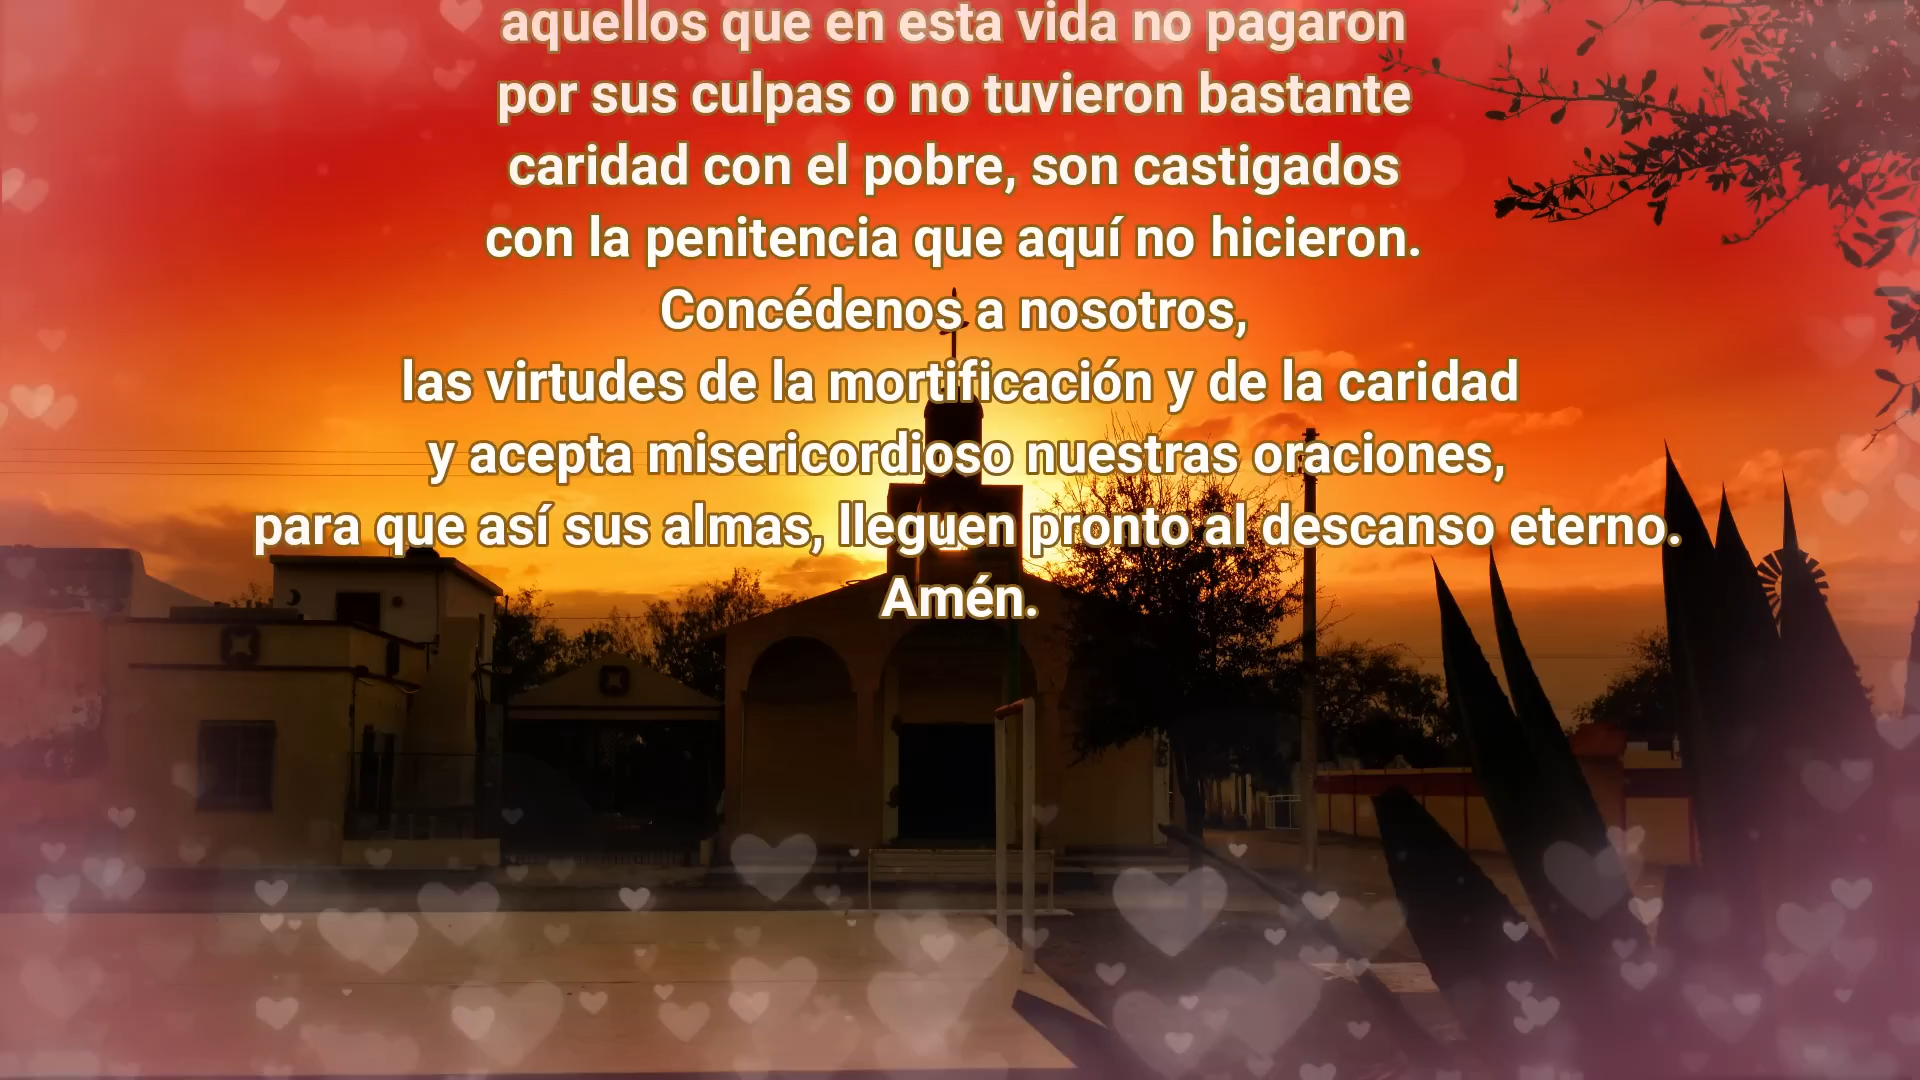 aquellos que en esta vida no pagaron
por sus culpas o no tuvieron bastante
caridad con el pobre, son castigados
con la penitencia que aquí no hicieron.
Concédenos a nosotros,
las virtudes de la mortificación y de la caridad
y acepta misericordioso nuestras oraciones,
para que así sus almas, lleguen pronto al descanso eterno.
Amén.